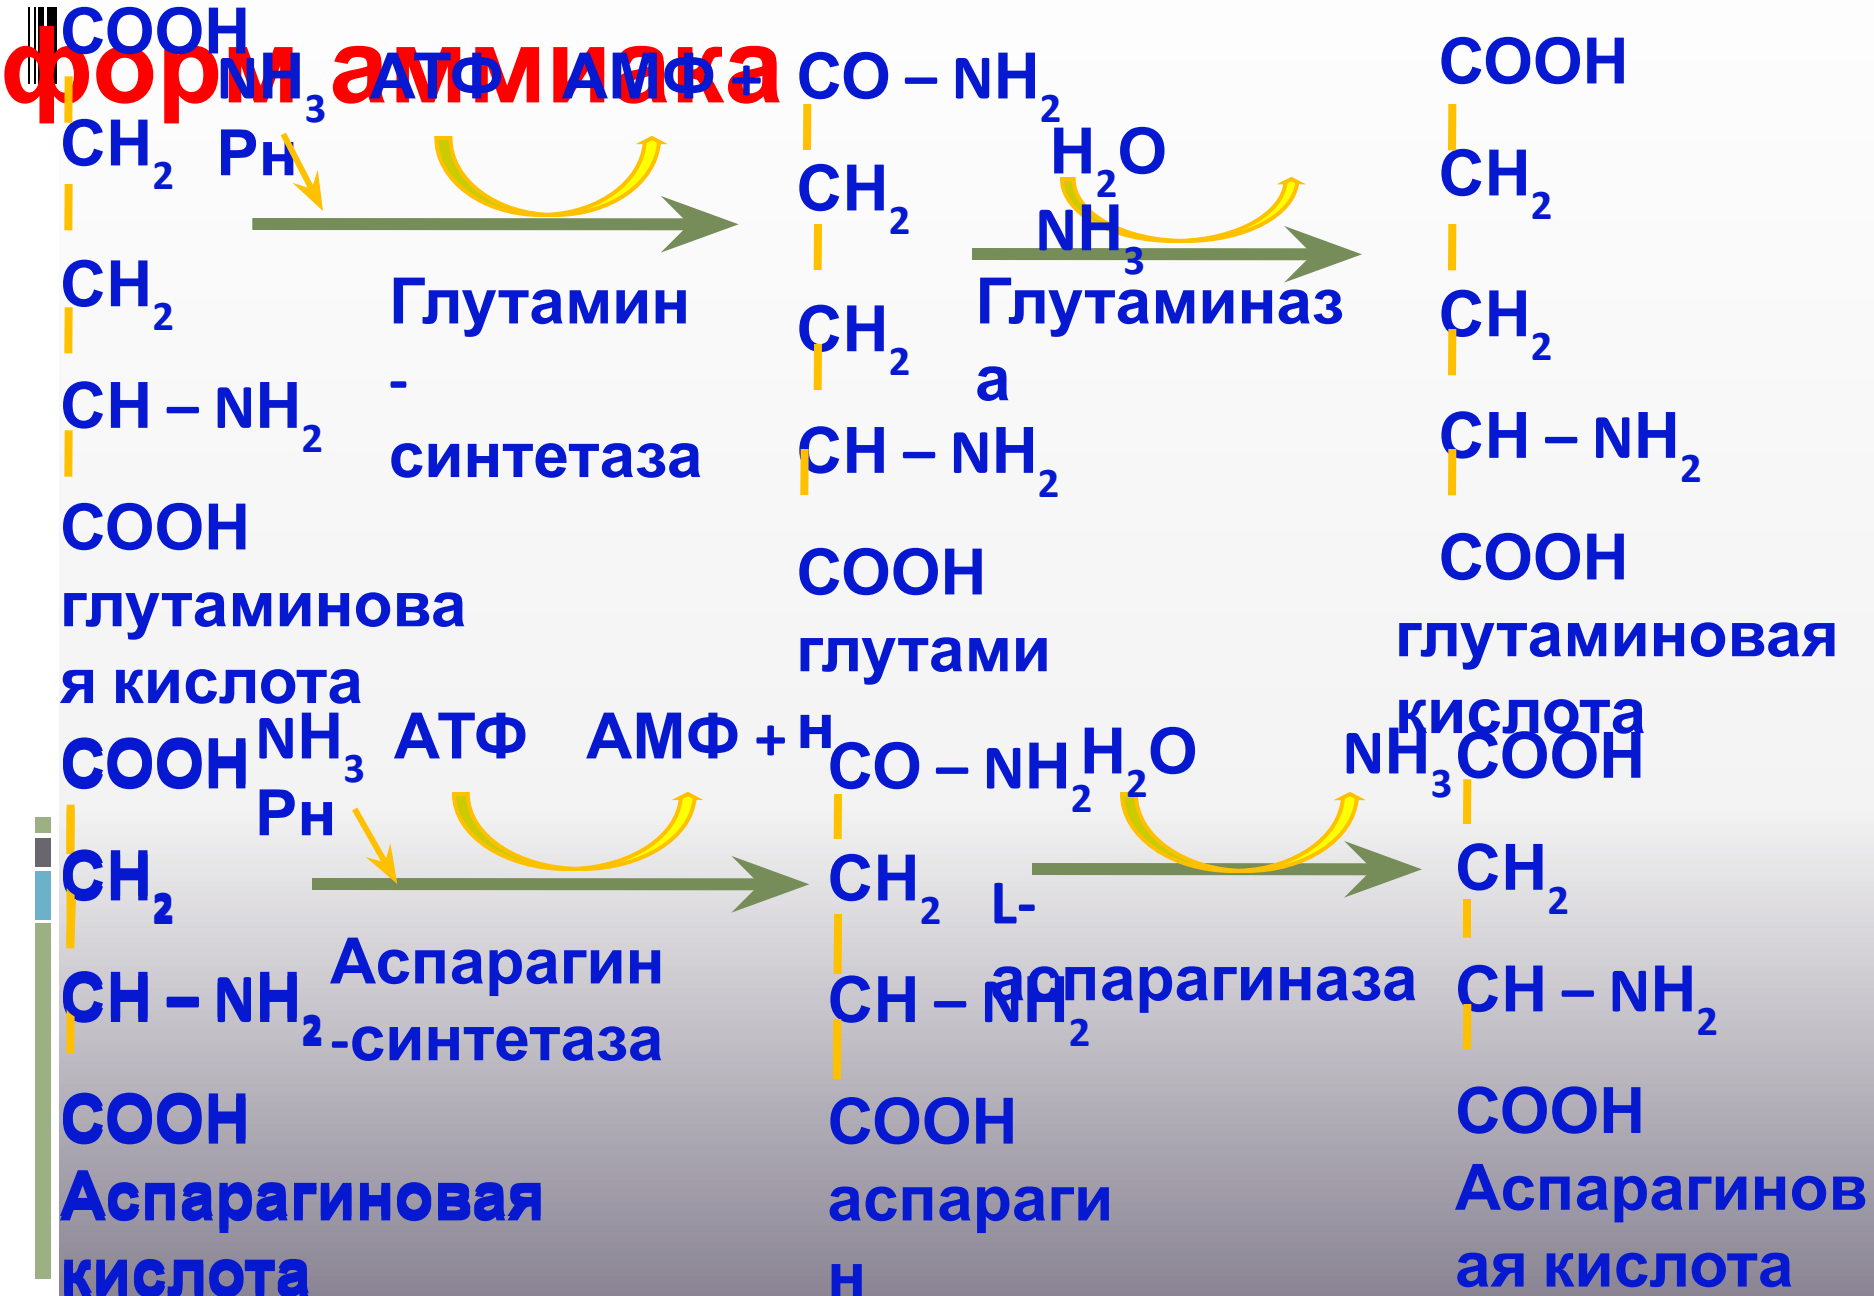 форм аммиака
COOH
CH2
CH2
CH – NH2
COOH
глутаминова
я кислота
NH3
Рн
АТФ
АМФ +
Глутамин
-
синтетаза
CO – NH2
CH2
CH2
CH – NH2
COOH
глутами
н
H2O
NH3
Глутаминаз
а
COOH
CH2
CH2
CH – NH2
COOH
глутаминовая
кислота
COOH
CH2
CH – NH2
COOH
Аспарагиновая
кислота
NH3
Рн
АТФ
АМФ +
Аспарагин
-синтетаза
CO – NH2
CH2
CH – NH2
COOH
аспараги
н
H2O
NH3
L-
аспарагиназа
COOH
CH2
CH – NH2
COOH
Аспарагинов
ая кислота